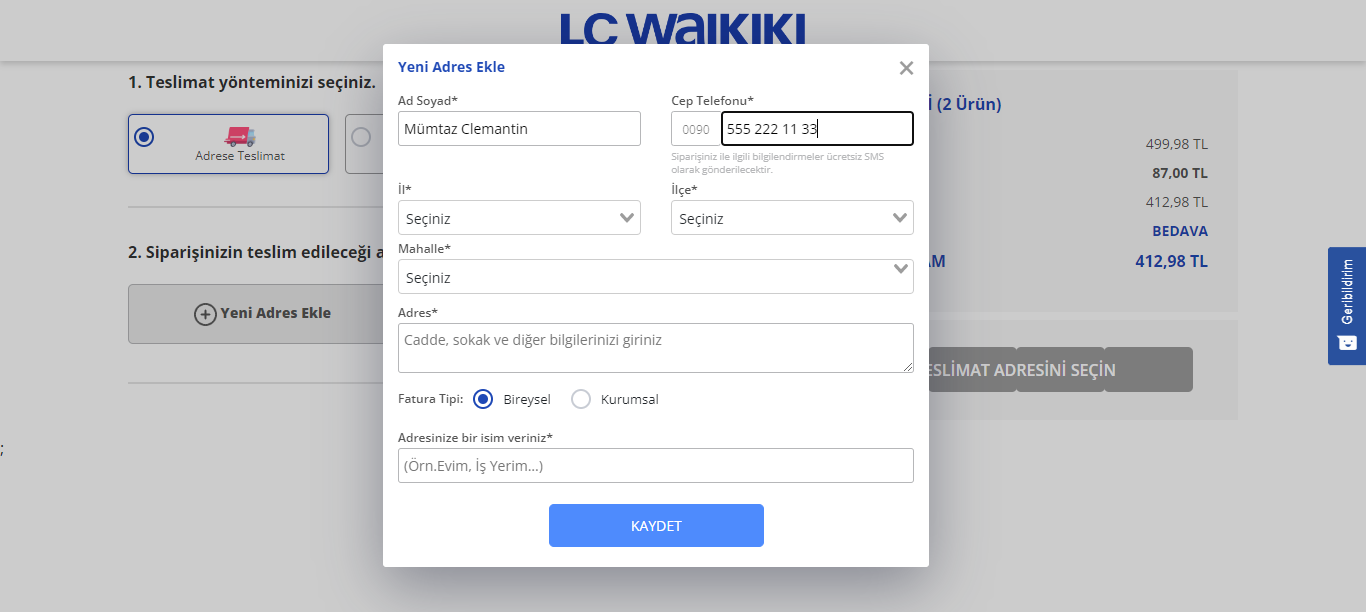 LC WAIKIKI
1. Teslimat yönteminizi seçiniz.
Adrese Teslimat
2. Siparişinizin teslim edileceği a
Yeni Adres Ekle
;
Yeni Adres Ekle
Ad Soyad*
Cep Telefonu*
Mümtaz Clemantin
0090
555 222 11 33
Siparişiniz ile ilgili bilgilendirmeler ücretsiz SMS
olarak gönderilecektir.
İl*
İlçe*
Seçiniz
Seçiniz
Mahalle*
Seçiniz
Adres*
Cadde, sokak ve diğer bilgilerinizi giriniz
Fatura Tipi:
Bireysel
Kurumsal
Adresinize bir isim veriniz*
(Örn.Evim, İş Yerim...)
KAYDET
İ (2 Ürün)
499,98 TL
87,00 TL
412,98 TL
BEDAVA
AM
412,98 TL
ESLİMAT ADRESİNİ SEÇİN
Geribildirim